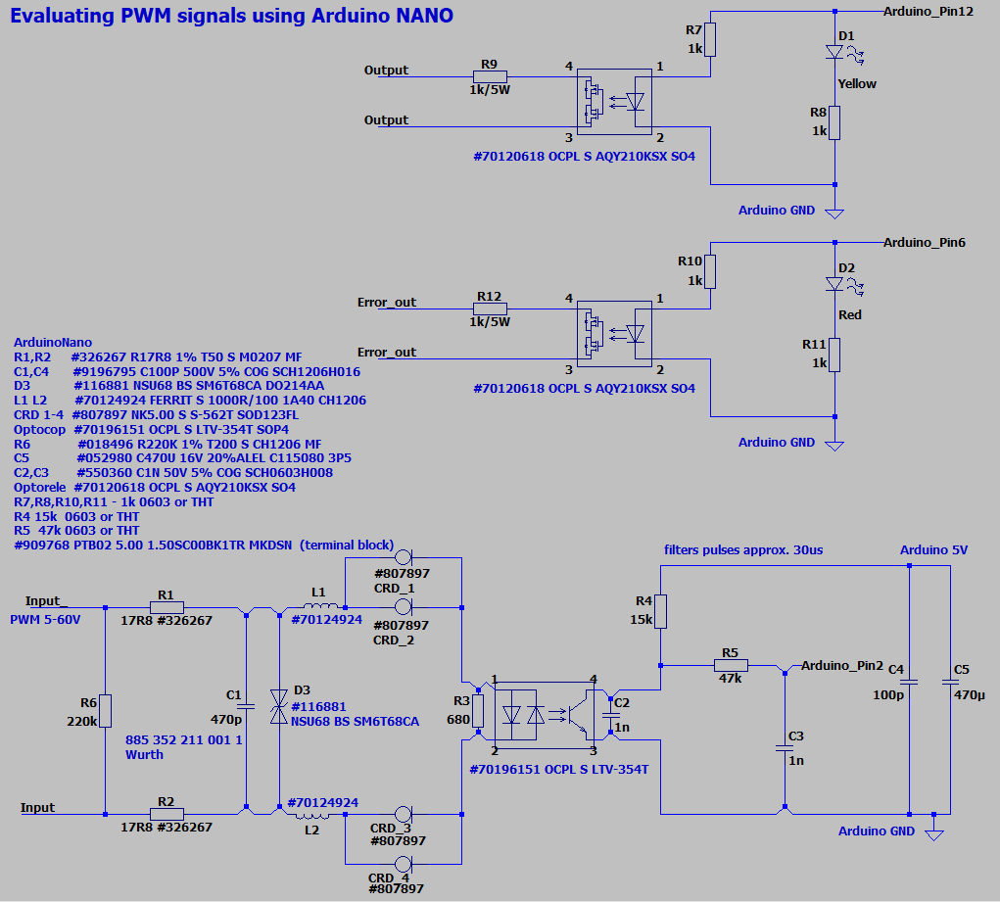 Evaluating PWM signals using Arduino NANO
Arduino_Pin12
R7
1k
D1
Yellow
R8
1k
Output
R9
1k/5W
4
1
Output
3
2
#70120618 OCPL S AQY210KSX SO4
Arduino GND
Arduino_Pin6
R10
1k
D2
Red
R11
1k
Error_out
R12
1k/5W
4
1
Error_out
3
2
#70120618 OCPL S AQY210KSX SO4
Arduino GND
ArduinoNano
R1,R2 #326267 R17R8 1% T50 S M0207 MF
C1,C4 #9196795 C100P 500V 5% COG SCH1206H016
D3 #116881 NSU68 BS SM6T68CA DO214AA
L1 L2 #70124924 FERRIT S 1000R/100 1A40 CH1206
CRD 1-4 #807897 NK5.00 S S-562T SOD123FL
Optocop #70196151 OCPL S LTV-354T SOP4
R6 #018496 R220K 1% T200 S CH1206 MF
C5 #052980 C470U 16V 20%ALEL C115080 3P5
C2,C3 #550360 C1N 50V 5% COG SCH0603H008
Optorele #70120618 OCPL S AQY210KSX SO4
R7,R8,R10,R11 - 1k 0603 or THT
R4 15k 0603 or THT
R5 47k 0603 or THT
#909768 PTB02 5.00 1.50SC00BK1TR MKDSN (terminal block)
#807897
CRD_1
Input_
PWM 5-60V
R1
17R8 #326267
L1
#70124924
#807897
CRD_2
filters pulses approx. 30us
Arduino 5V
R4
15k
R5
47k
Arduino_Pin2
C4
100p
C5
470µ
R6
220k
C1
470p
885 352 211 001 1
Wurth
D3
#116881
NSU68 BS SM6T68CA
R3
680
1
4
2
3
C2
1n
#70196151 OCPL S LTV-354T
C3
1n
Input
R2
17R8 #326267
#70124924
L2
CRD_3
#807897
CRD_4
#807897
Arduino GND